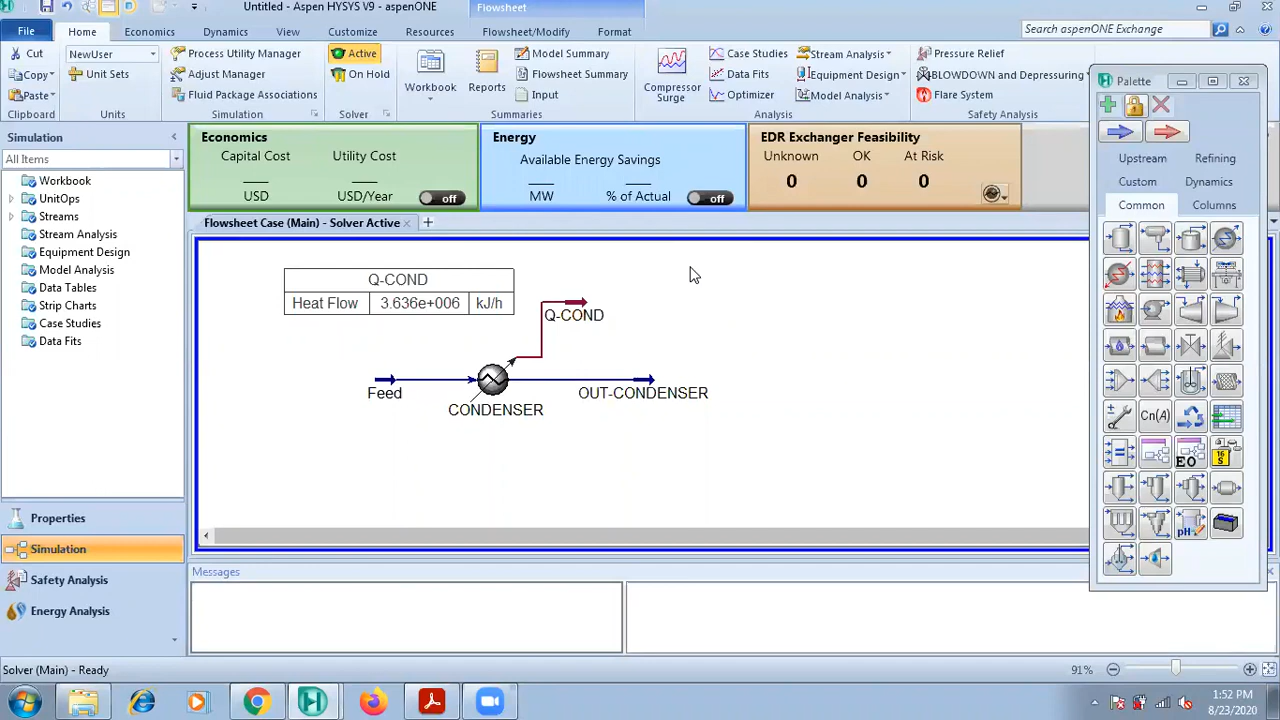 Untitled - Aspen HYSYS V9 - aspenONE
Flowsheet
File
Home
Economics
Dynamics
View
Customize
Resources
Flowsheet/Modify
Format
Search aspenONE Exchange
Cut
Copy
Paste
Clipboard
NewUser
Unit Sets
Units
Process Utility Manager
Adjust Manager
Fluid Package Associations
Simulation
Active
On Hold
Solver
Workbook
Reports
Model Summary
Flowsheet Summary
Input
Summaries
Compressor
Surge
Case Studies
Data Fits
Optimizer
Stream Analysis
Equipment Design
Model Analysis
Analysis
Pressure Relief
BLOWDOWN and Depressuring
Flare System
Safety Analysis
Simulation
All Items
Workbook
UnitOps
Streams
Stream Analysis
Equipment Design
Model Analysis
Data Tables
Strip Charts
Case Studies
Data Fits
Properties
Simulation
Safety Analysis
Energy Analysis
Economics
Capital Cost
Utility Cost
USD
USD/Year
off
Energy
Available Energy Savings
MW
% of Actual
off
EDR Exchanger Feasibility
Unknown
OK
At Risk
0
0
0
Flowsheet Case (Main) - Solver Active
Q-COND
Heat Flow
3.636e+006
kJ/h
Q-COND
Feed
CONDENSER
OUT-CONDENSER
Palette
Upstream
Refining
Custom
Dynamics
Common
Columns
Cn(A)
EO
16
S
pH
Messages
Solver (Main) - Ready
91%
1:52 PM
8/23/2020